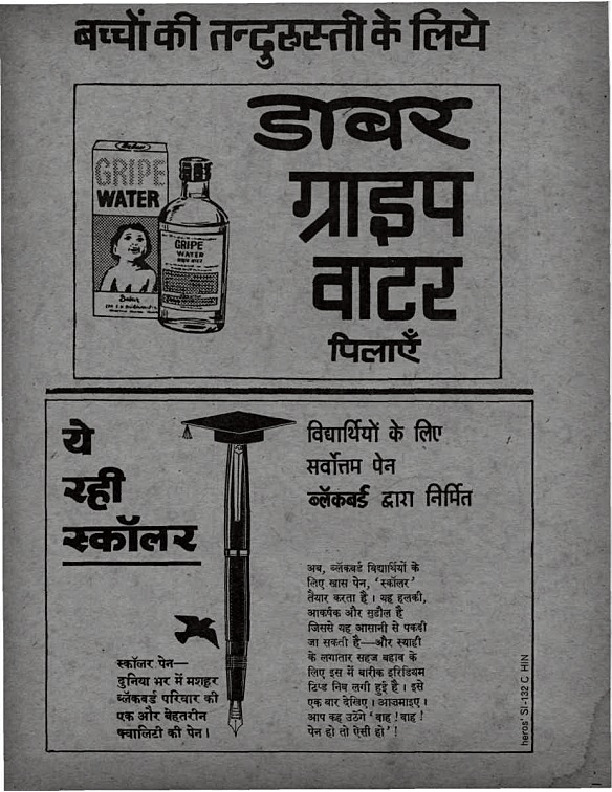 बच्चों की तन्दुरुस्ती के लिये
डाबर
ग्राइप
वाटर
पिलाएँ
GRIPE
WATER
Dabur
GRIPE
WATER
ये
रही
स्कॉलर
विद्यार्थियों के लिए
सर्वोत्तम पेन
ब्लॅकबर्ड द्वारा निर्मित
स्कॉलर पेन—
दुनिया भर में मशहूर
ब्लॅकबर्ड परिवार की
एक और बेहतरीन
क्वालिटी की पेन।
अब, ब्लॅकबर्ड विद्यार्थियों के
लिए खास पेन, 'स्कॉलर'
तैयार करता है। यह हल्की,
आकर्षक और सुडौल है
जिससे यह आसानी से पकडी
जा सकती है—और स्याही
के लगातार सहज बहाव के
लिए इस में बारीक इरिडियम
टिप्ड निब लगी हुई है। इसे
एक बार देखिए। आजमाइए।
आप कह उठेंगे 'वाह! वाह!
पेन हो तो ऐसी हो'!
heros' SI-132 C HIN